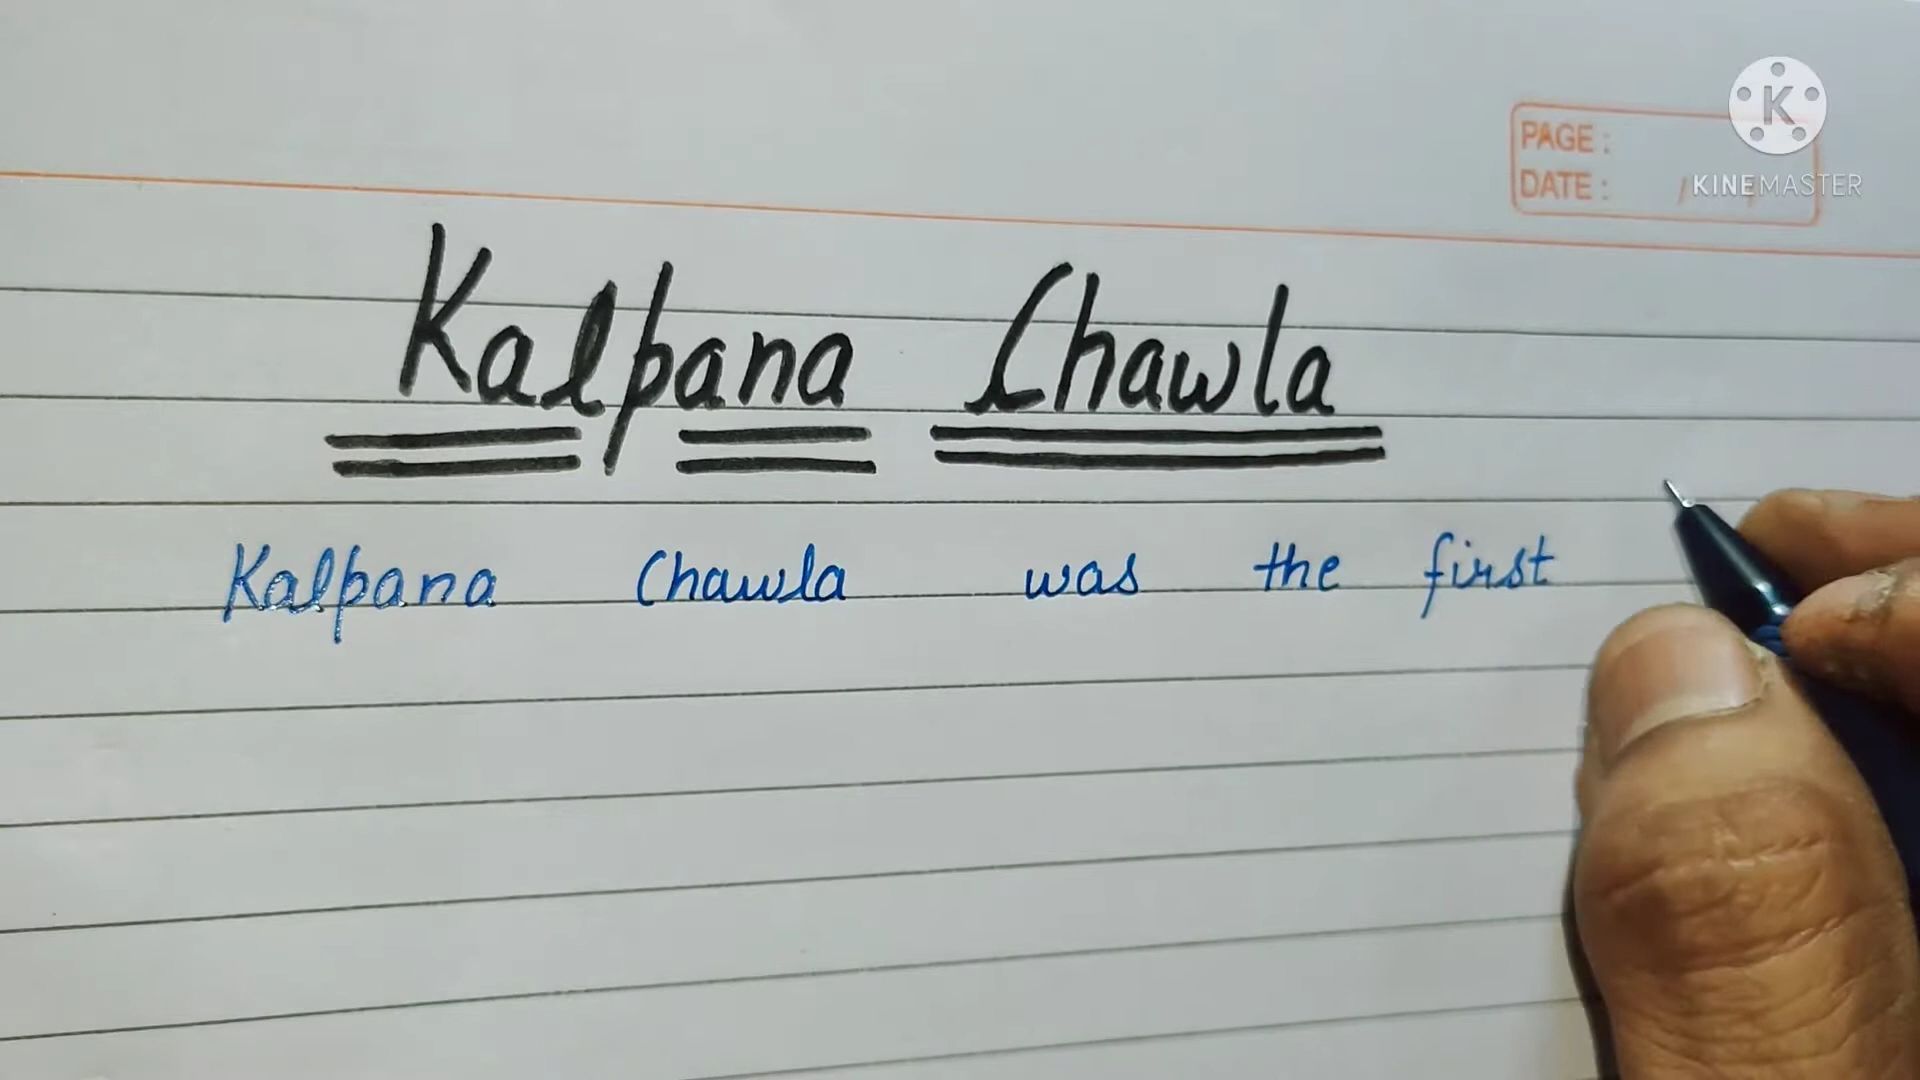 PAGE :
DATE : / /
KINEMASTER
Kalpana Chawla
Kalpana Chawla was the first